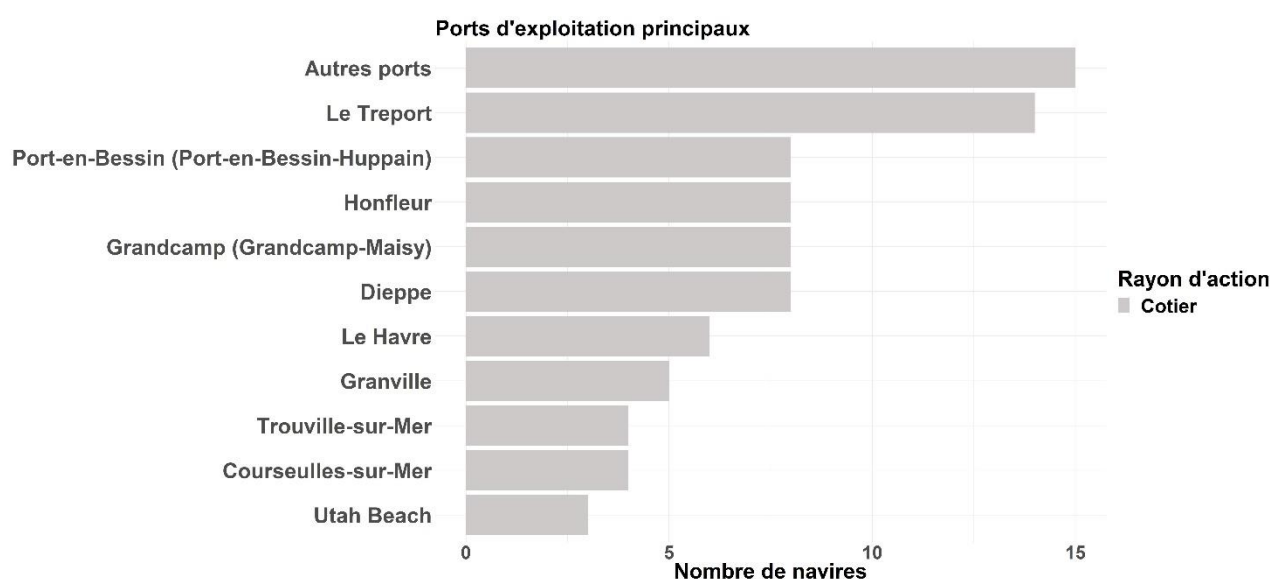 Ports d'exploitation principaux
Autres ports
Le Treport
Port-en-Bessin (Port-en-Bessin-Huppain)
Honfleur
Grandcamp (Grandcamp-Maisy)
Dieppe
Le Havre
Granville
Trouville-sur-Mer
Courseulles-sur-Mer
Utah Beach
0 5 10 15
Nombre de navires
Rayon d'action
Cotier